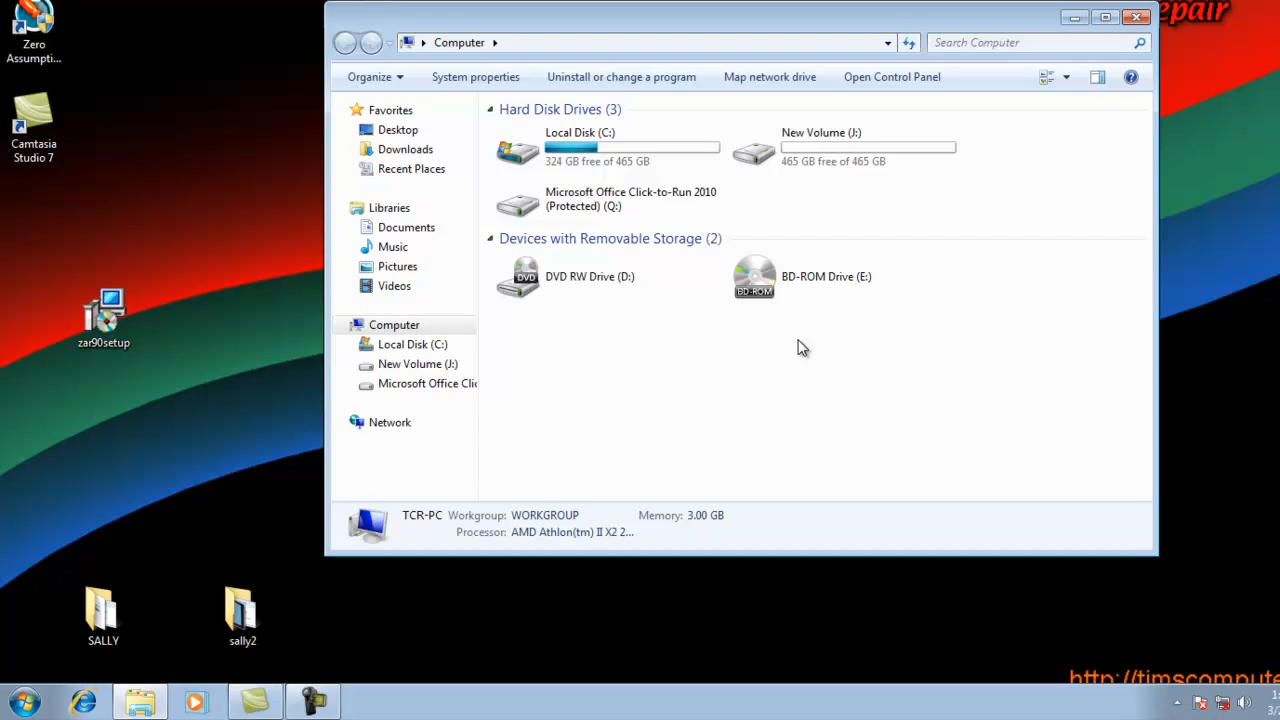 Zero
Assumpti...
Camtasia
Studio 7
zar90setup
SALLY
sally2
epair
Computer
Search Computer
Organize
System properties
Uninstall or change a program
Map network drive
Open Control Panel
Favorites
Desktop
Downloads
Recent Places
Libraries
Documents
Music
Pictures
Videos
Computer
Local Disk (C:)
New Volume (J:)
Microsoft Office Clic
Network
Hard Disk Drives (3)
Local Disk (C:)
324 GB free of 465 GB
New Volume (J:)
465 GB free of 465 GB
Microsoft Office Click-to-Run 2010
(Protected) (Q:)
Devices with Removable Storage (2)
DVD
DVD RW Drive (D:)
BD-ROM
BD-ROM Drive (E:)
TCR-PC Workgroup: WORKGROUP Memory: 3.00 GB
Processor: AMD Athlon(tm) II X2 2...
http://timscompute